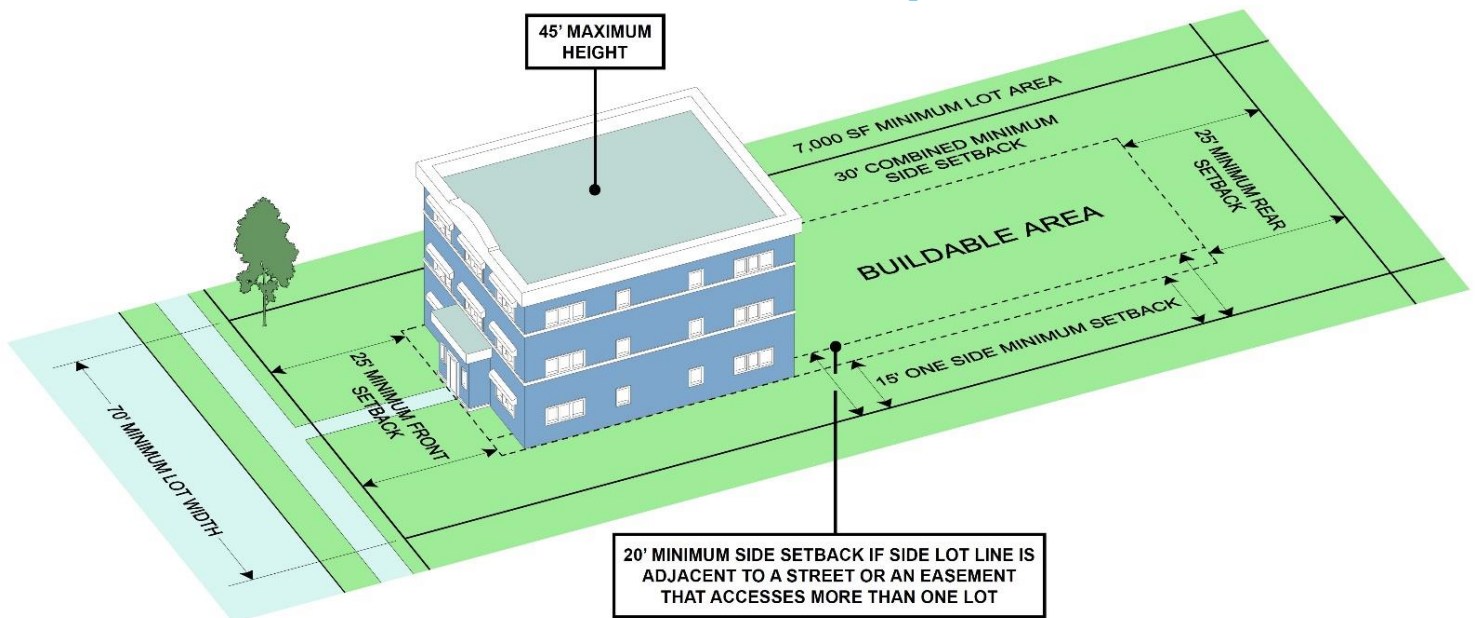 45' MAXIMUM
HEIGHT
7,000 SF MINIMUM LOT AREA
30' COMBINED MINIMUM
SIDE SETBACK
25' MINIMUM REAR
SETBACK
BUILDABLE AREA
15' ONE SIDE MINIMUM SETBACK
25' MINIMUM FRONT
SETBACK
70' MINIMUM LOT WIDTH
20' MINIMUM SIDE SETBACK IF SIDE LOT LINE IS
ADJACENT TO A STREET OR AN EASEMENT
THAT ACCESSES MORE THAN ONE LOT